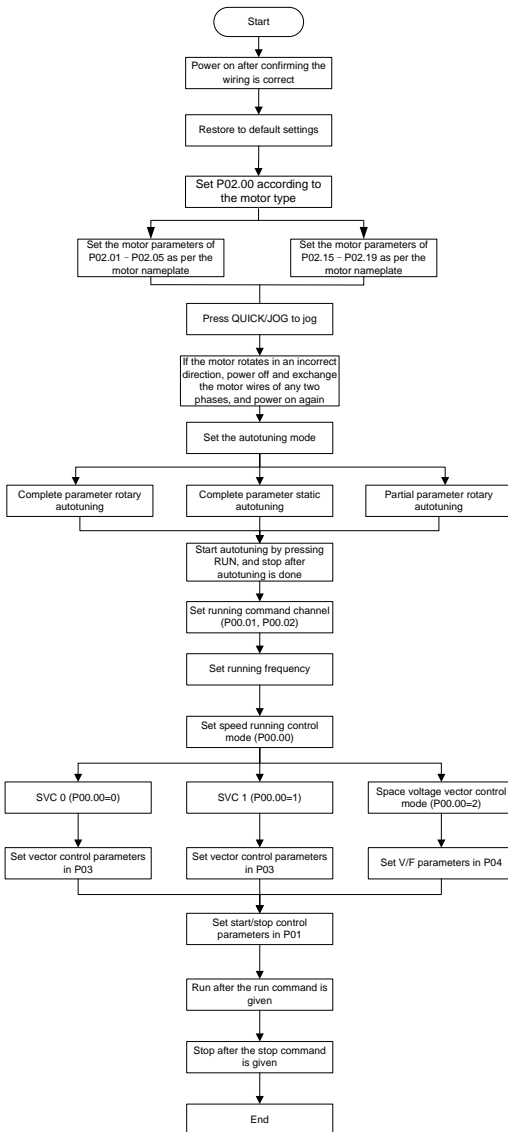 Start
Power on after confirming the
wiring is correct
Restore to default settings
Set P02.00 according to
the motor type
Set the motor parameters of
P02.01 - P02.05 as per the
motor nameplate
Set the motor parameters of
P02.15 - P02.19 as per the
motor nameplate
Press QUICK/JOG to jog
If the motor rotates in an incorrect
direction, power off and exchange
the motor wires of any two
phases, and power on again
Set the autotuning mode
Complete parameter rotary
autotuning
Complete parameter static
autotuning
Partial parameter rotary
autotuning
Start autotuning by pressing
RUN, and stop after
autotuning is done
Set running command channel
(P00.01, P00.02)
Set running frequency
Set speed running control
mode (P00.00)
SVC 0 (P00.00=0)
SVC 1 (P00.00=1)
Space voltage vector control
mode (P00.00=2)
Set vector control parameters
in P03
Set vector control parameters
in P03
Set V/F parameters in P04
Set start/stop control
parameters in P01
Run after the run command is
given
Stop after the stop command
is given
End